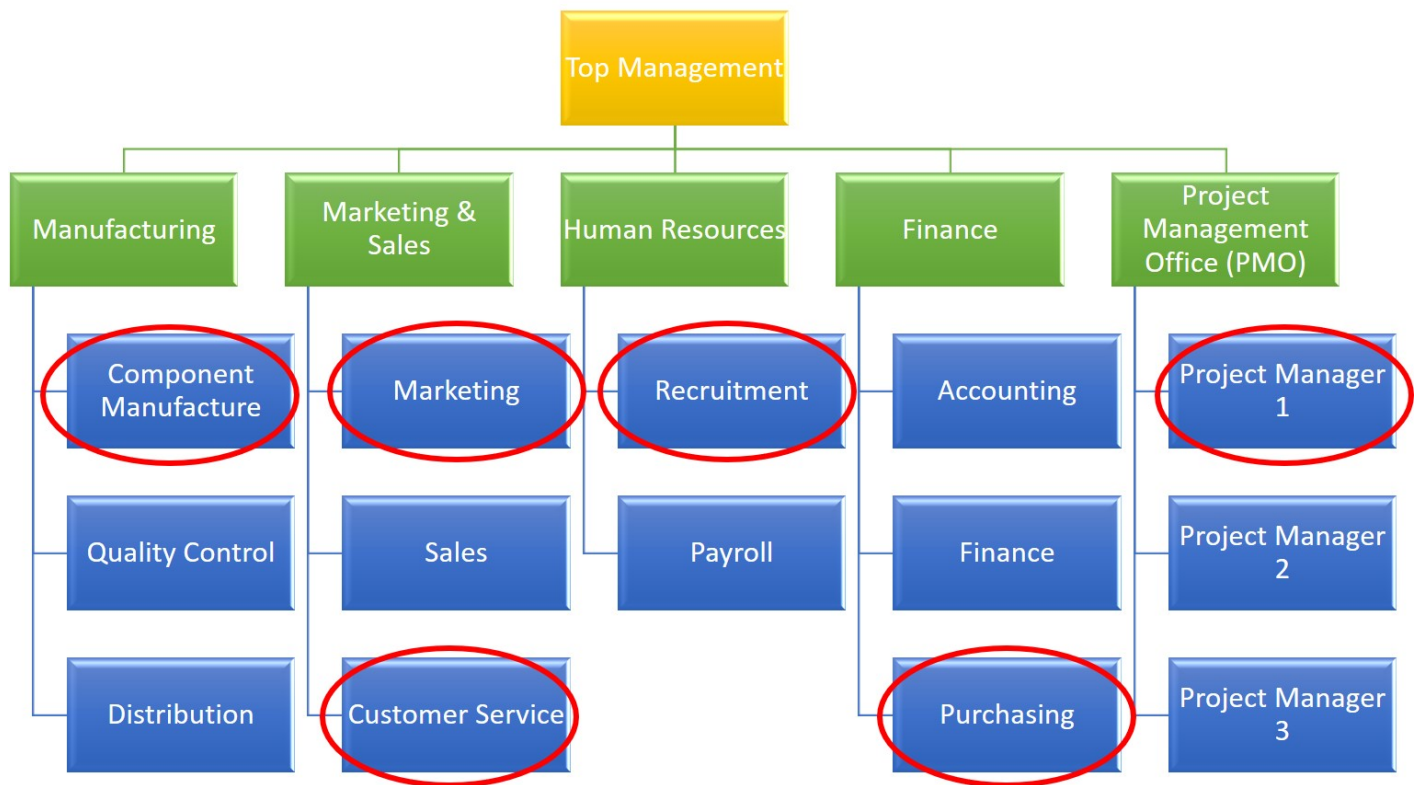 Top Management
Manufacturing
Marketing &
Sales
Human Resources
Finance
Project
Management
Office (PMO)
Component
Manufacture
Marketing
Recruitment
Accounting
Project Manager
1
Quality Control
Sales
Payroll
Finance
Project Manager
2
Distribution
Customer Service
Purchasing
Project Manager
3